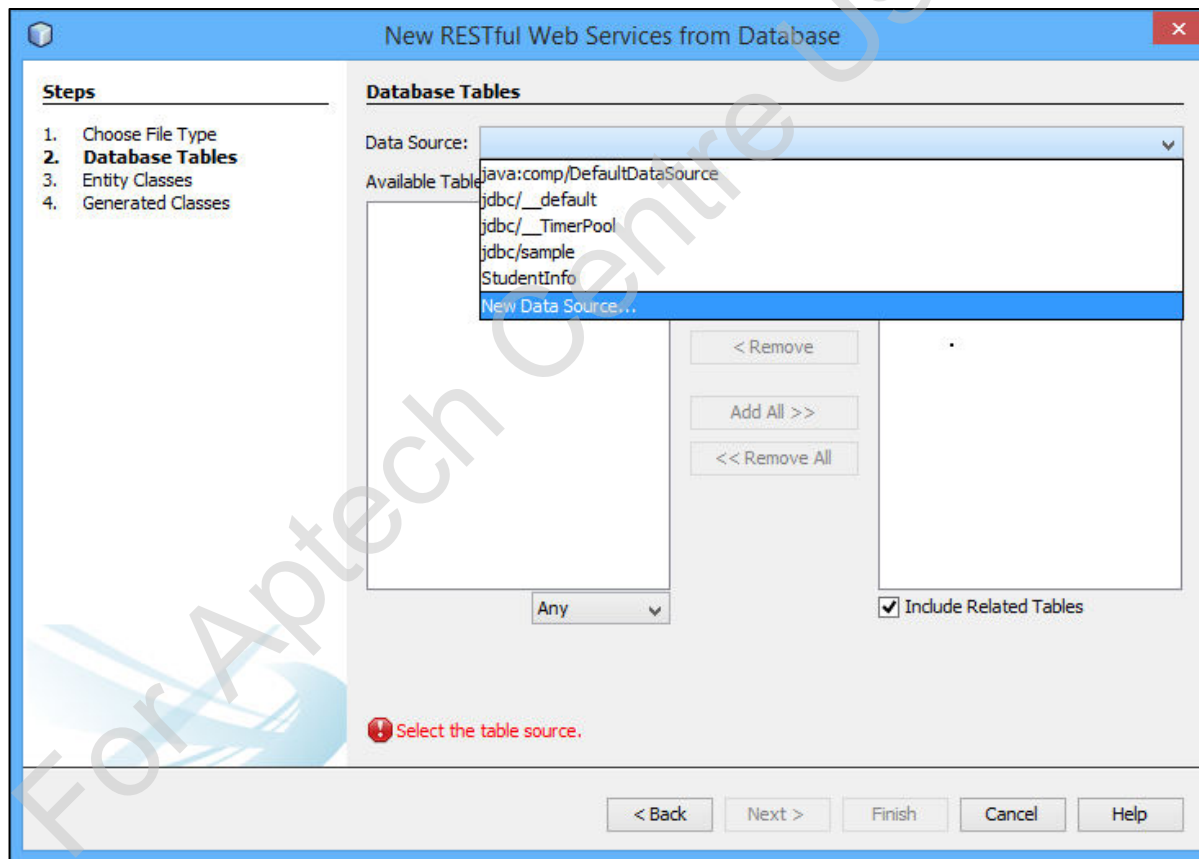 New RESTful Web Services from Database
Steps
1. Choose File Type
2. Database Tables
3. Entity Classes
4. Generated Classes
Database Tables
Data Source:
java:comp/DefaultDataSource
Available Table
jdbc/__default
jdbc/__TimerPool
jdbc/sample
StudentInfo
New Data Source...
< Remove
Add All >>
<< Remove All
Any
Include Related Tables
Select the table source.
< Back Next > Finish Cancel Help
For Aptech Centre